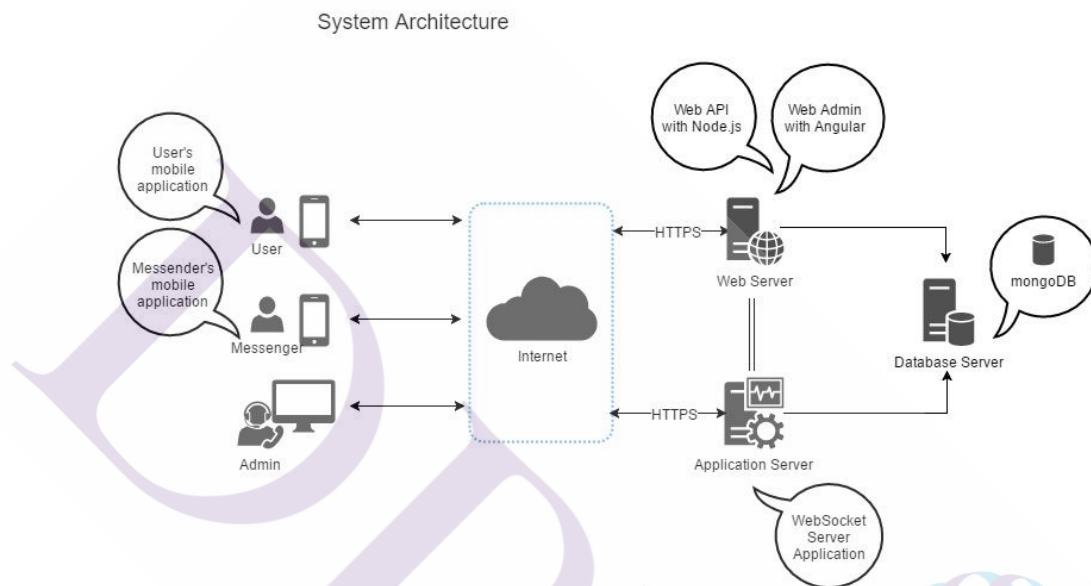 System Architecture
Web API
with Node.js
Web Admin
with Angular
User's
mobile
application
User
HTTPS
Web Server
mongoDB
Messender's
mobile
application
Messenger
Internet
Database Server
Admin
HTTPS
Application Server
WebSocket
Server
Application